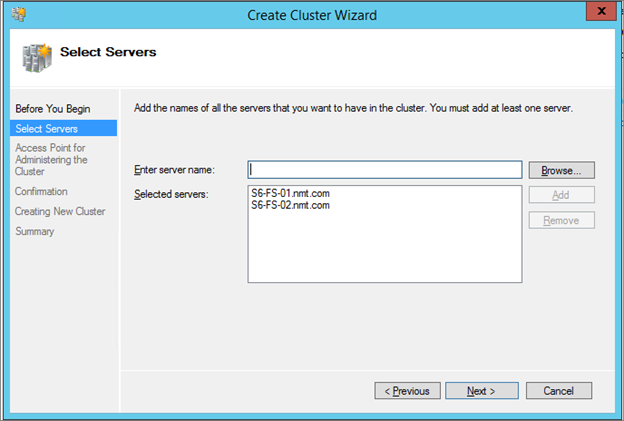 Create Cluster Wizard
x
Select Servers
Before You Begin
Select Servers
Access Point for
Administering the
Cluster
Confirmation
Creating New Cluster
Summary
Add the names of all the servers that you want to have in the cluster. You must add at least one server.
Enter server name:
Browse...
Selected servers:
S6-FS-01.nmt.com
S6-FS-02.nmt.com
Add
Remove
< Previous
Next >
Cancel